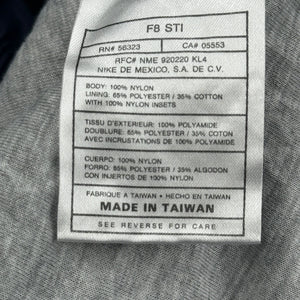 F8 STI
RN# 56323 CA# 05553
RFC# NME 920220 KL4
NIKE DE MEXICO, S.A. DE C.V.
BODY: 100% NYLON
LINING: 65% POLYESTER / 35% COTTON
WITH 100% NYLON INSETS
TISSU D'EXTERIEUR: 100% POLYAMIDE
DOUBLURE: 65% POLYESTER / 35% COTON
AVEC INCRUSTATIONS DE 100% POLYAMIDE
CUERPO: 100% NYLON
FORRO: 65% POLYESTER / 35% ALGODON
CON INJERTOS DE 100% NYLON
FABRIQUE A TAIWAN • HECHO EN TAIWAN
MADE IN TAIWAN
SEE REVERSE FOR CARE